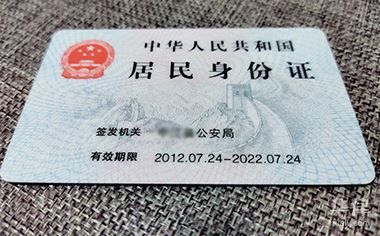 中华人民共和国
居民身份证
签发机关 公安局
有效期限 2012.07.24-2022.07.24